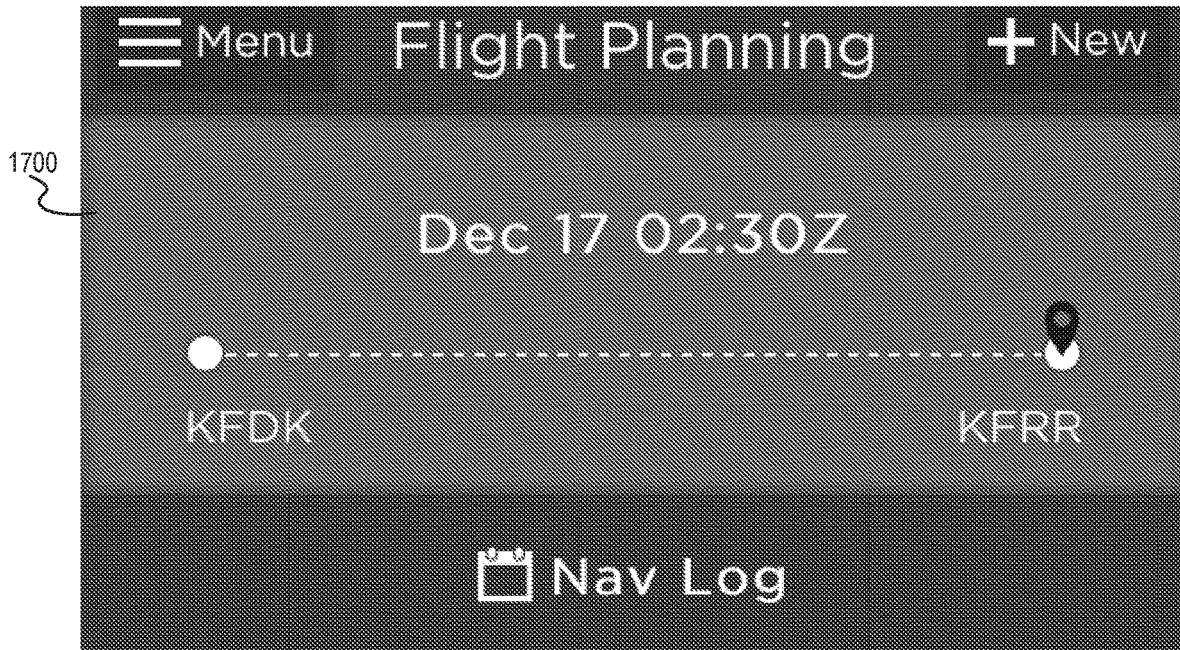 Menu Flight Planning + New
1700
Dec 17 02:30Z
KFDK KFRR
Nav Log